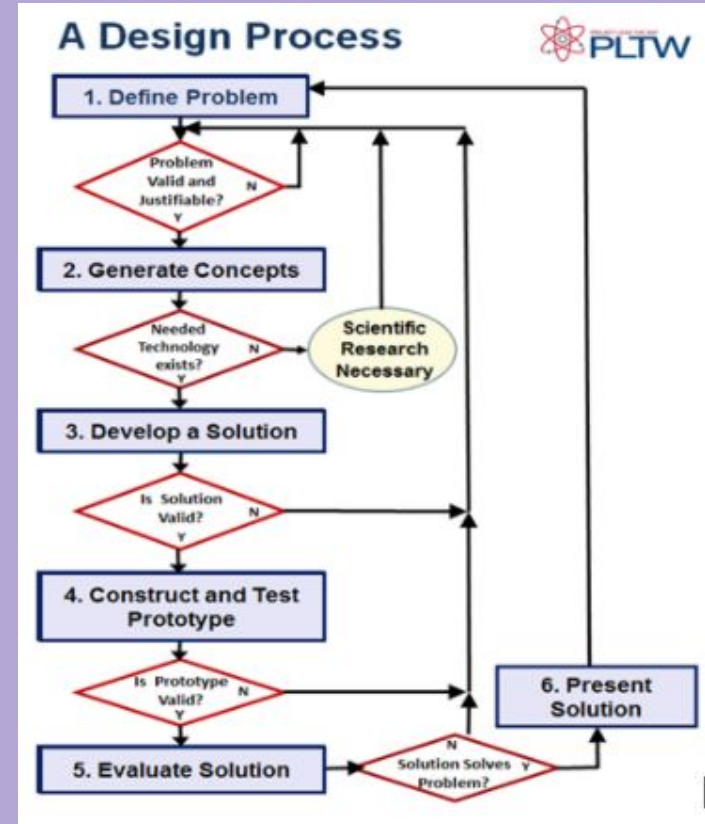 A Design Process
PLTW
1. Define Problem
Problem
Valid and
Justifiable?
N
Y
2. Generate Concepts
Needed
Technology
exists?
N
Y
Scientific
Research
Necessary
3. Develop a Solution
Is Solution
Valid?
N
Y
4. Construct and Test
Prototype
Is Prototype
Valid?
N
Y
5. Evaluate Solution
N
Solution Solves
Problem?
Y
6. Present
Solution